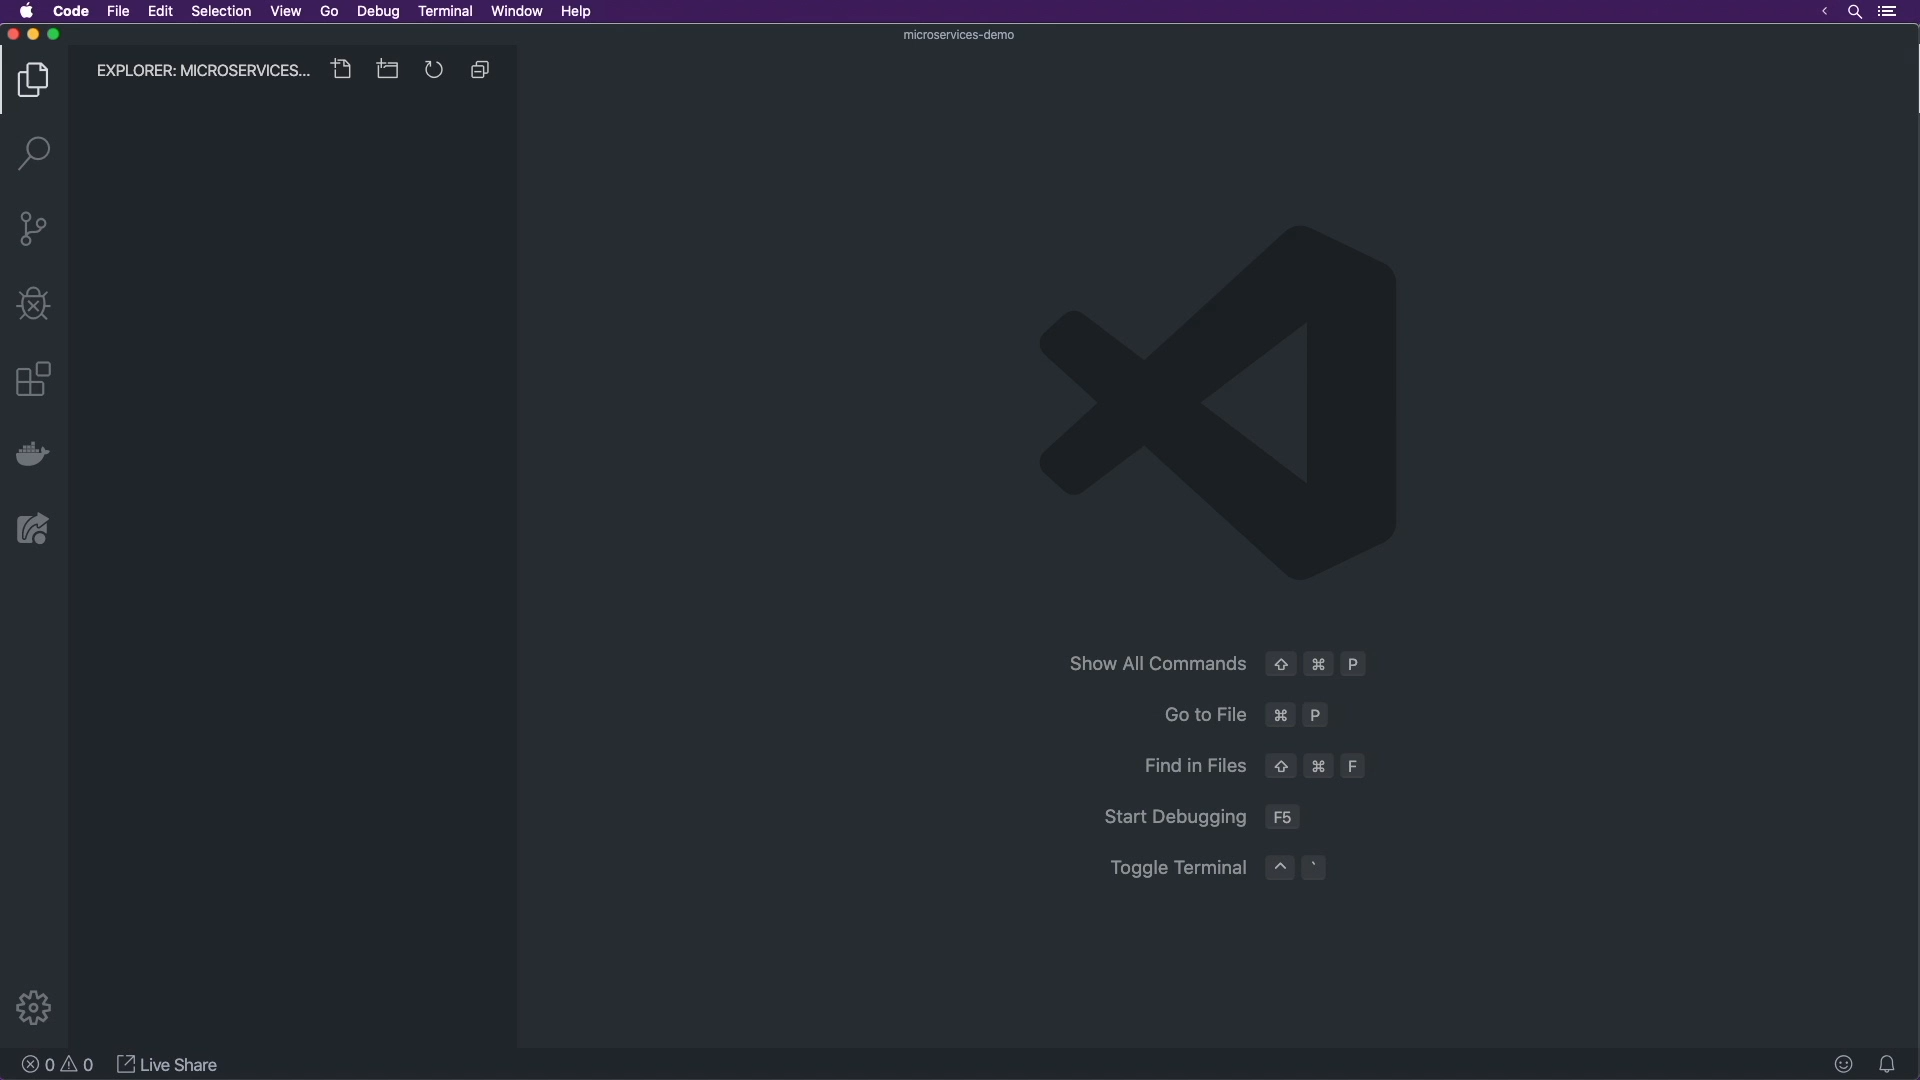 Code File Edit Selection View Go Debug Terminal Window Help
microservices-demo
EXPLORER: MICROSERVICES...
Show All Commands ⇧ ⌘ P
Go to File ⌘ P
Find in Files ⇧ ⌘ F
Start Debugging F5
Toggle Terminal ^ `
0 0 Live Share